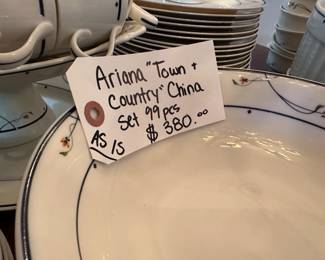 Ariana "Town +
Country" China
Set 99 pcs
AS/IS $380.00